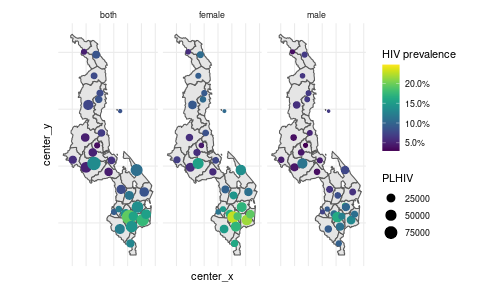 both
female
male
center_y
center_x
HIV prevalence
20.0%
15.0%
10.0%
5.0%
PLHIV
25000
50000
75000